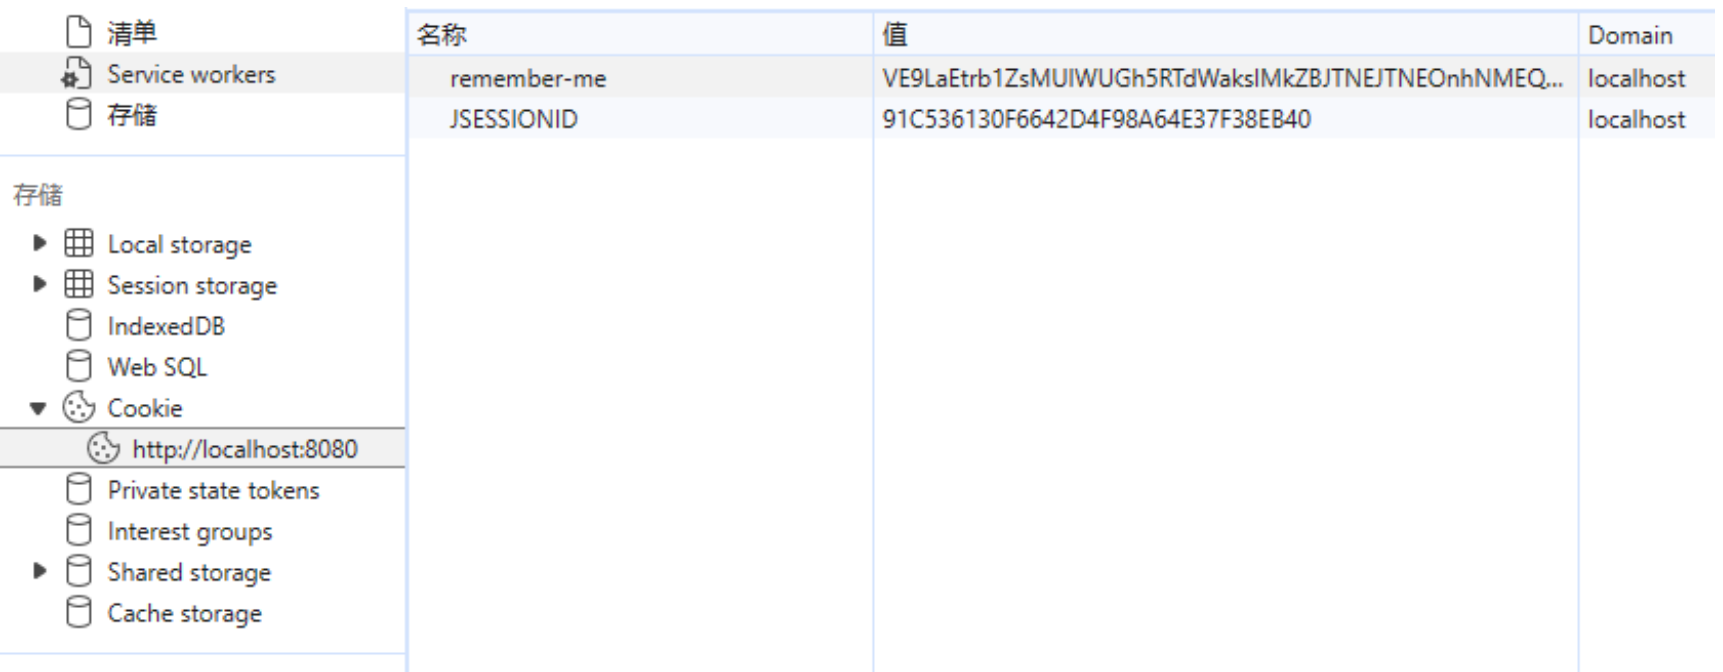 清单
Service workers
存储
存储
Local storage
Session storage
IndexedDB
Web SQL
Cookie
http://localhost:8080
Private state tokens
Interest groups
Shared storage
Cache storage
名称 值 Domain
remember-me VE9LaEtrb1ZsMUlWUGh5RTdWakslMkZBJTNEJTNEOnhNMEQ... localhost
JSESSIONID 91C536130F6642D4F98A64E37F38EB40 localhost